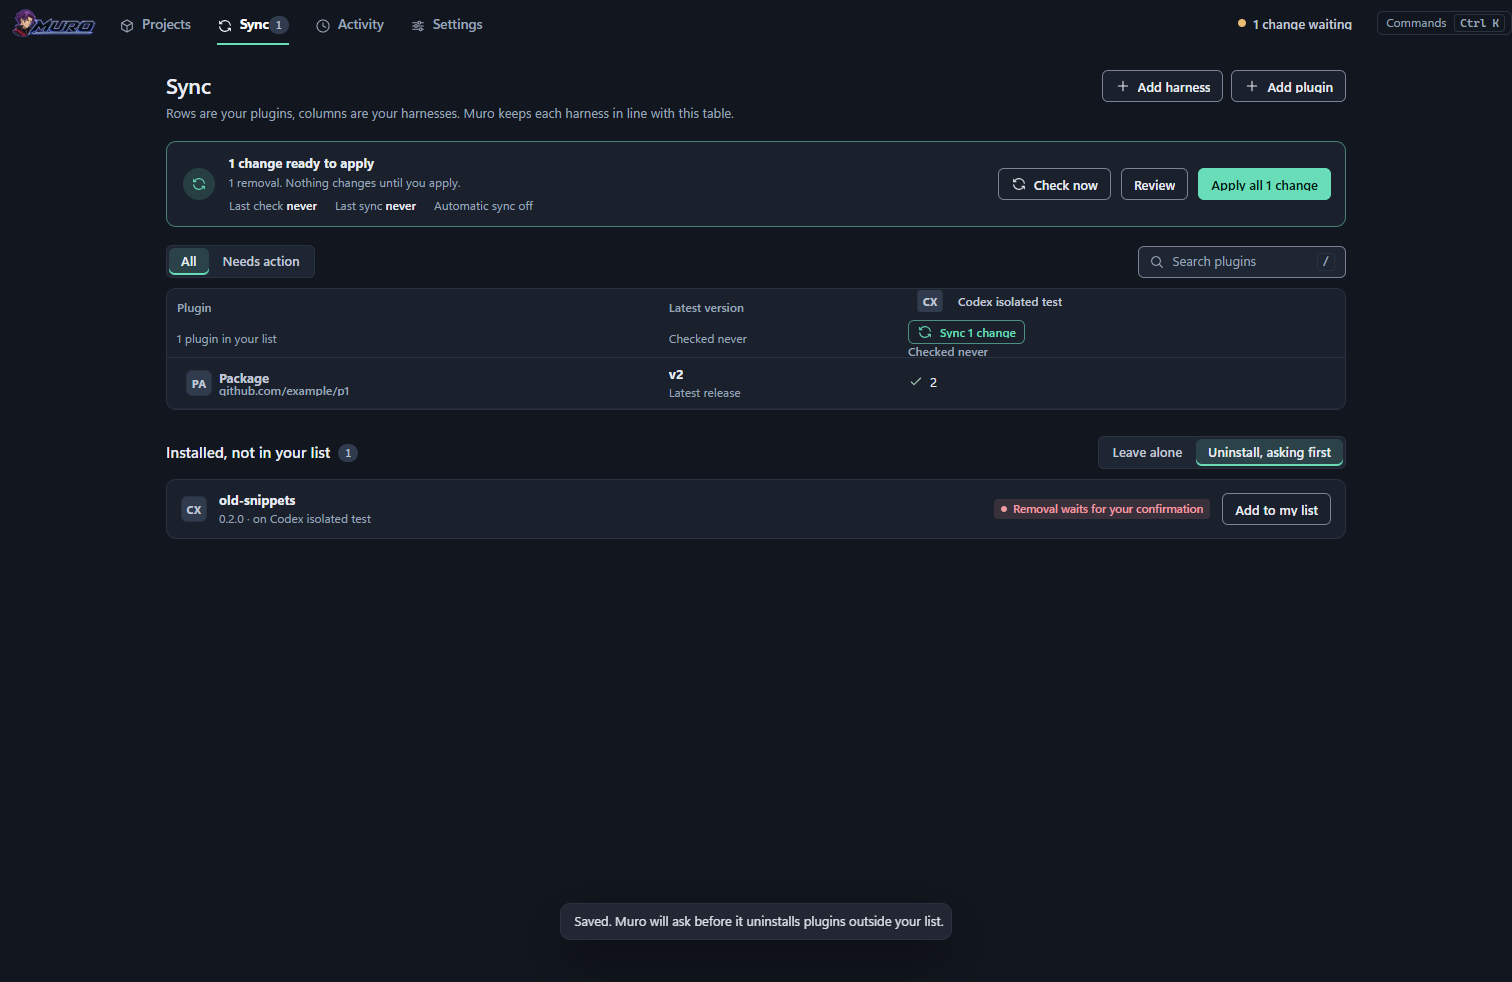 MURO
Projects
Sync 1
Activity
Settings
1 change waiting
Commands Ctrl K
Sync
Rows are your plugins, columns are your harnesses. Muro keeps each harness in line with this table.
Add harness
Add plugin
1 change ready to apply
1 removal. Nothing changes until you apply.
Last check never Last sync never Automatic sync off
Check now
Review
Apply all 1 change
All
Needs action
Search plugins /
Plugin
Latest version
CX Codex isolated test
1 plugin in your list
Checked never
Sync 1 change
Checked never
PA Package
github.com/example/p1
v2
Latest release
2
Installed, not in your list 1
Leave alone
Uninstall, asking first
CX old-snippets
0.2.0 · on Codex isolated test
Removal waits for your confirmation
Add to my list
Saved. Muro will ask before it uninstalls plugins outside your list.